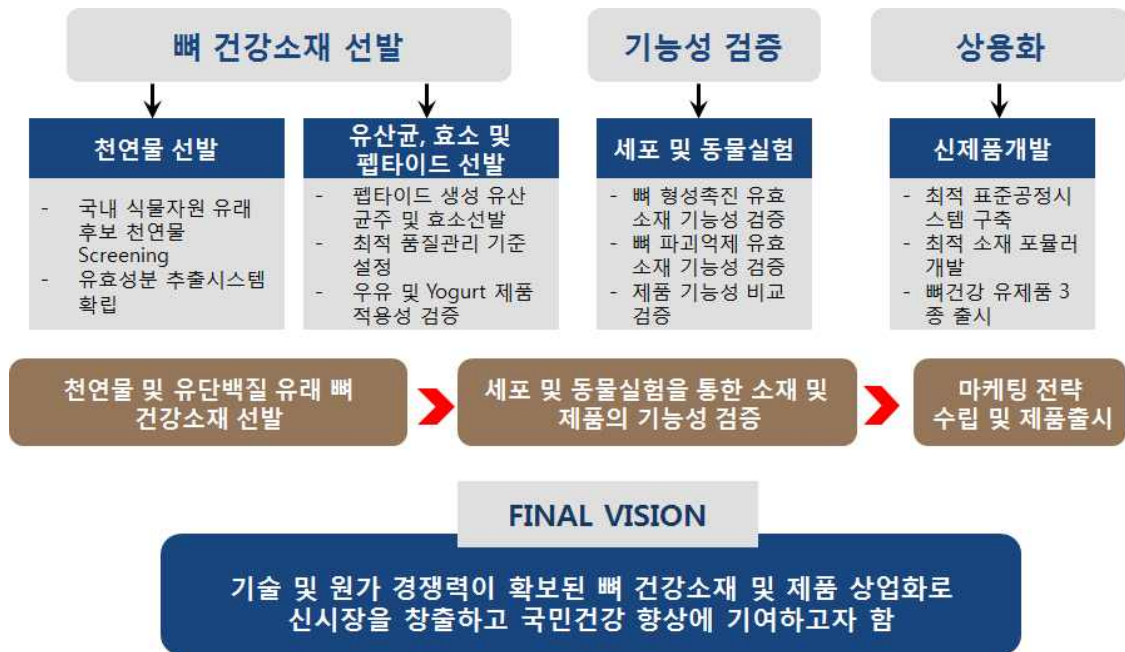 뼈 건강소재 선발
기능성 검증
상용화
천연물 선발
- 국내 식물자원 유래
후보 천연물
Screening
- 유효성분 추출시스템
확립
유산균, 효소 및
펩타이드 선발
- 펩타이드 생성 유산
균주 및 효소선발
- 최적 품질관리 기준
설정
- 우유 및 Yogurt 제품
적용성 검증
세포 및 동물실험
- 뼈 형성촉진 유효
소재 기능성 검증
- 뼈 파괴억제 유효
소재 기능성 검증
- 제품 기능성 비교
검증
신제품개발
- 최적 표준공정시
스템 구축
- 최적 소재 포뮬러
개발
- 뼈건강 유제품 3
종 출시
천연물 및 유단백질 유래 뼈
건강소재 선발
세포 및 동물실험을 통한 소재 및
제품의 기능성 검증
마케팅 전략
수립 및 제품출시
FINAL VISION
기술 및 원가 경쟁력이 확보된 뼈 건강소재 및 제품 상업화로
신시장을 창출하고 국민건강 향상에 기여하고자 함